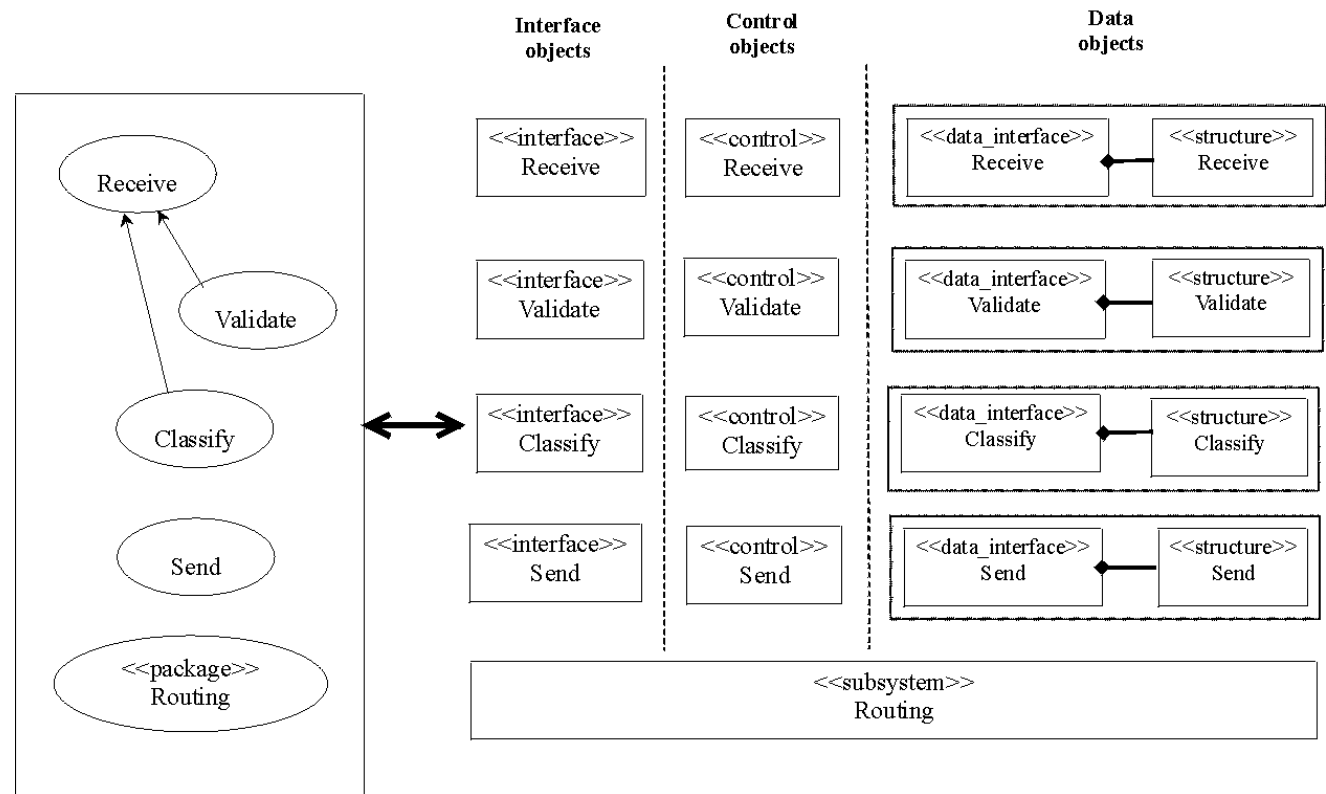 Interface
objects
Control
objects
Data
objects
Receive
Validate
Classify
Send
<<package>>
Routing
<<interface>>
Receive
<<control>>
Receive
<<data_interface>>
Receive
<<structure>>
Receive
<<interface>>
Validate
<<control>>
Validate
<<data_interface>>
Validate
<<structure>>
Validate
<<interface>>
Classify
<<control>>
Classify
<<data_interface>>
Classify
<<structure>>
Classify
<<interface>>
Send
<<control>>
Send
<<data_interface>>
Send
<<structure>>
Send
<<subsystem>>
Routing